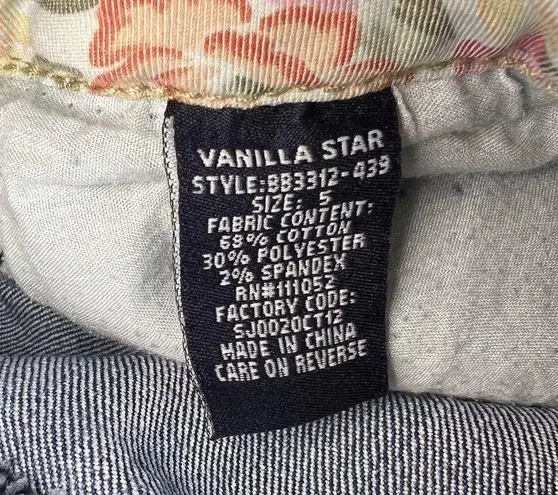 VANILLA STAR
STYLE:BB3312-439
SIZE: 5
FABRIC CONTENT:
68% COTTON
30% POLYESTER
2% SPANDEX
RN#111052
FACTORY CODE:
SJ0020CT12
MADE IN CHINA
CARE ON REVERSE